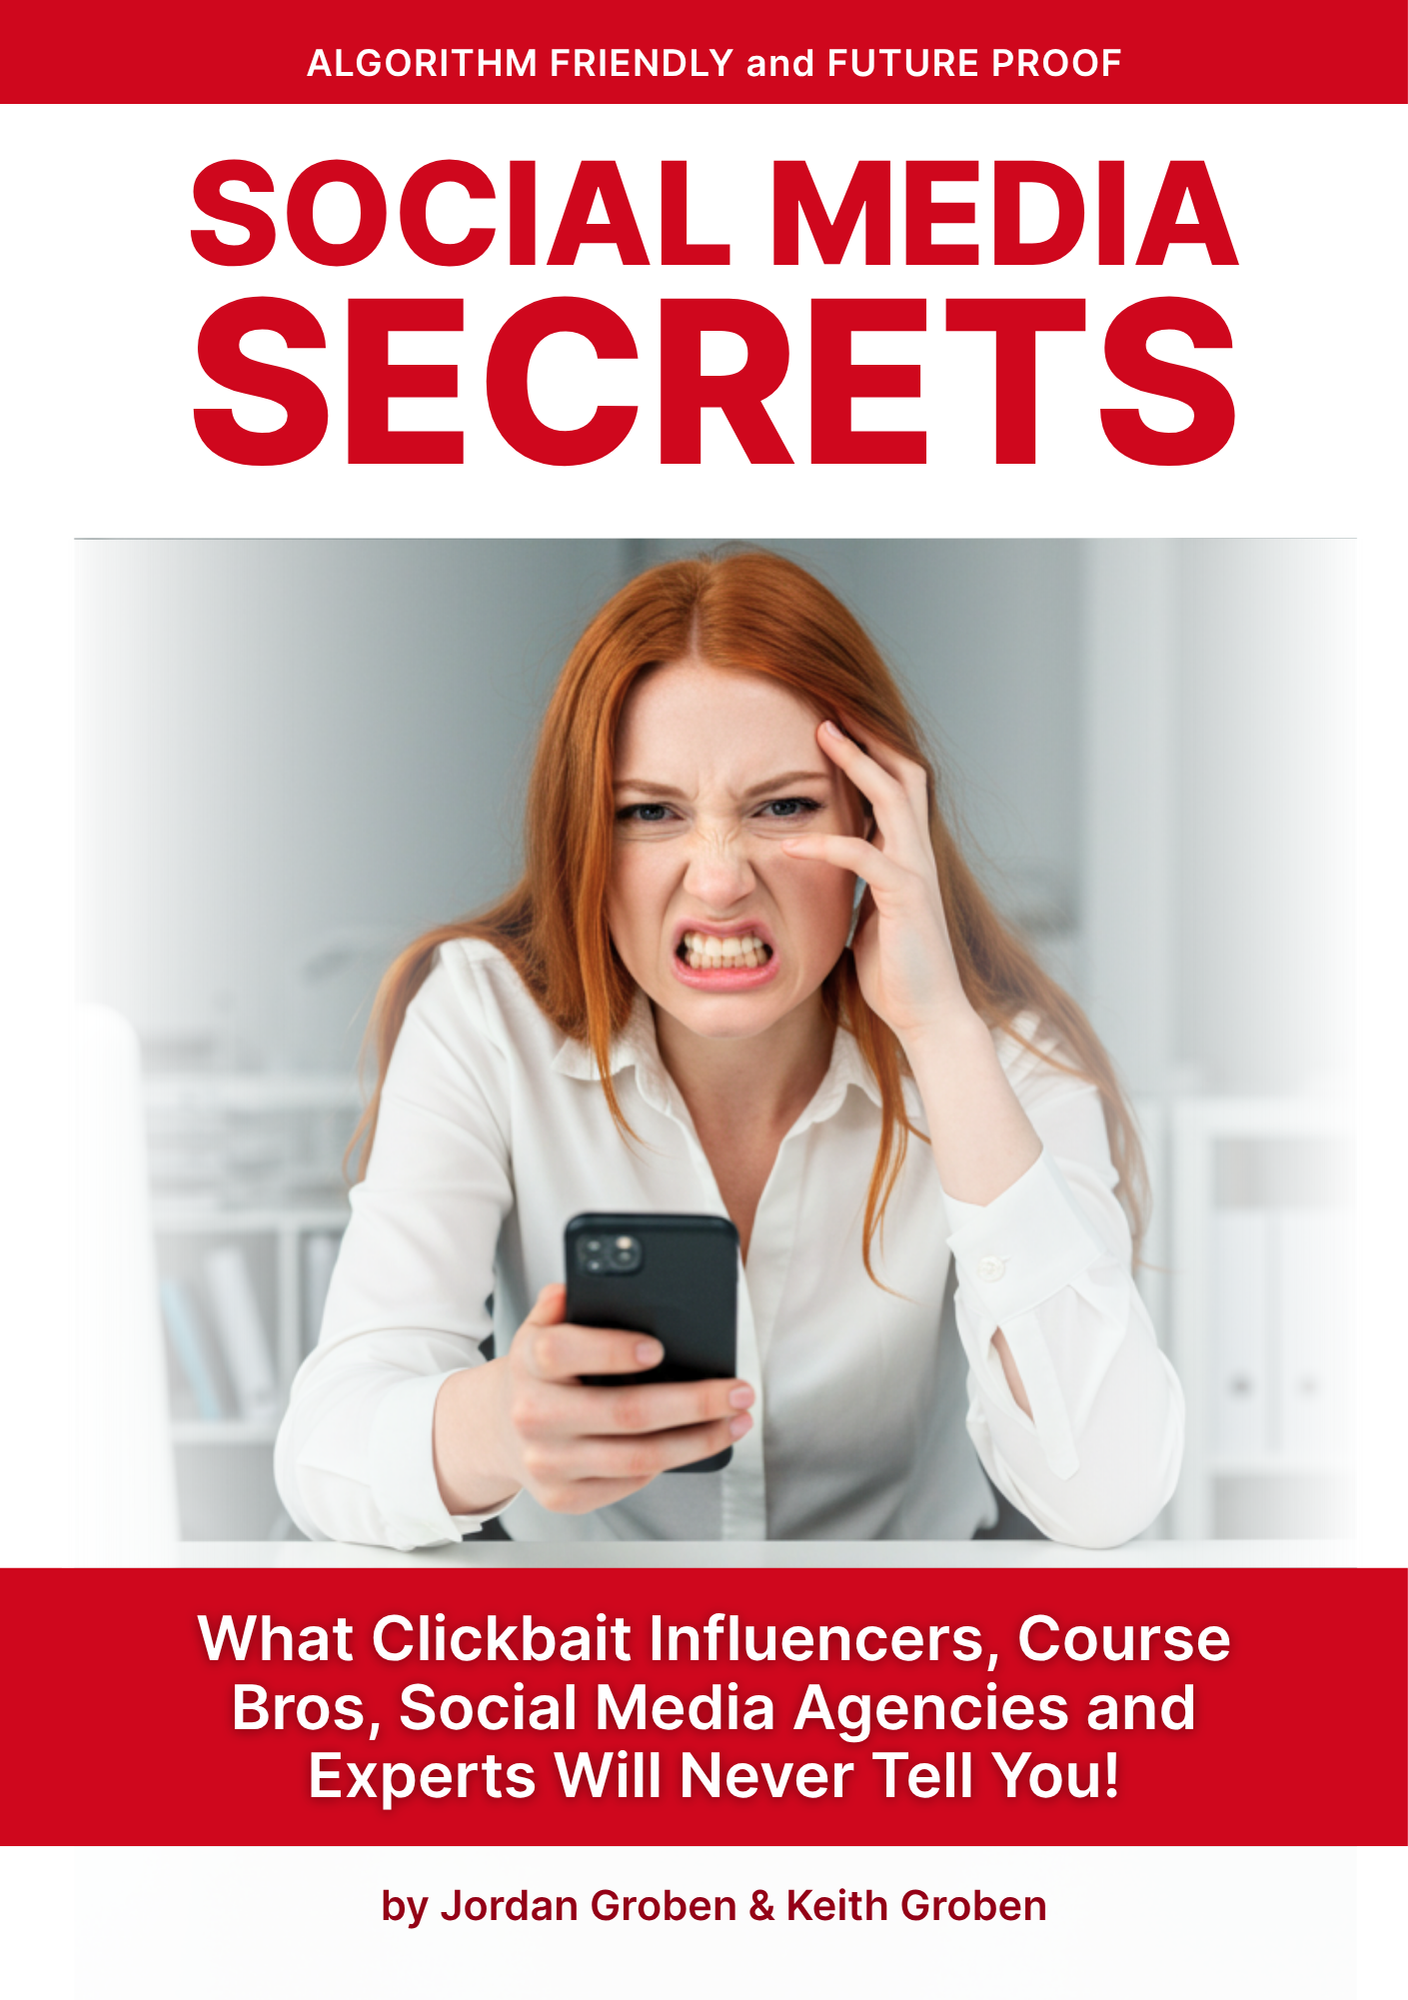 ALGORITHM FRIENDLY and FUTURE PROOF
SOCIAL MEDIA
SECRETS
What Clickbait Influencers, Course
Bros, Social Media Agencies and
Experts Will Never Tell You!
by Jordan Groben & Keith Groben